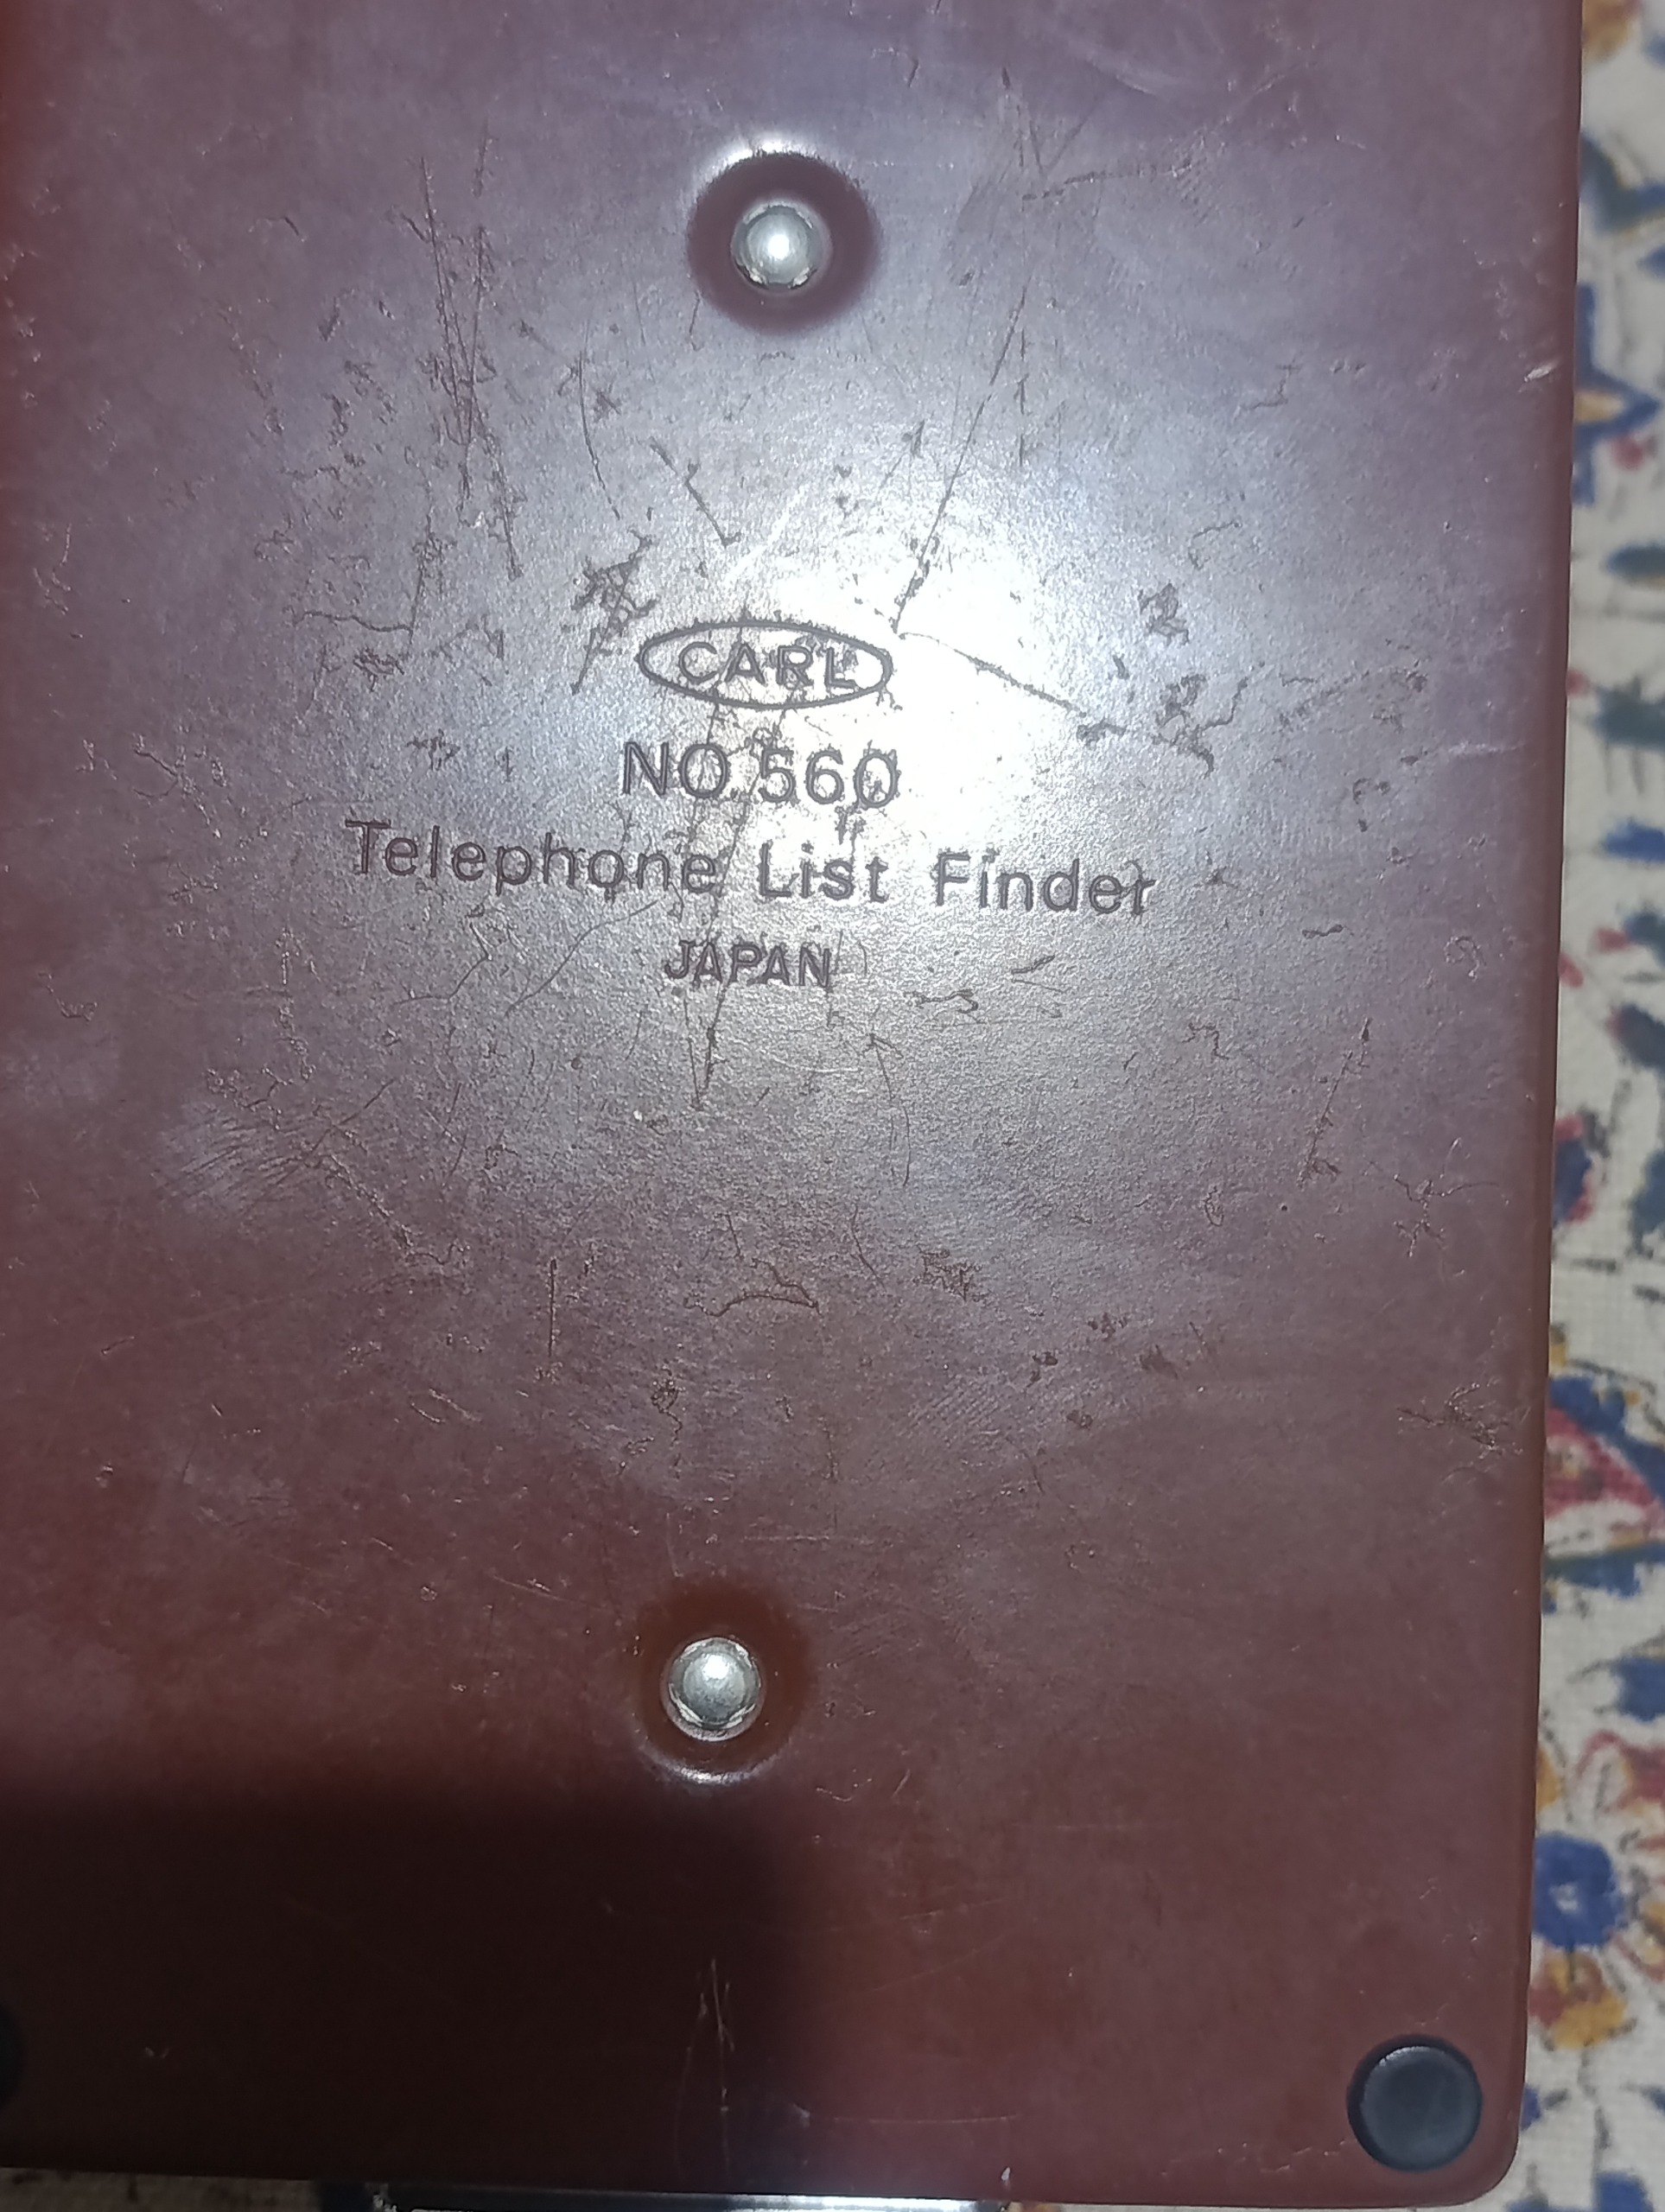 CARL
NO.560
Telephone List Finder
JAPAN